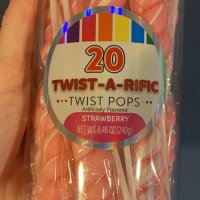 20
TWIST-A-RIFIC
TWIST POPS
Artificially Flavored
STRAWBERRY
NET WT. 8.46 OZ (240g)